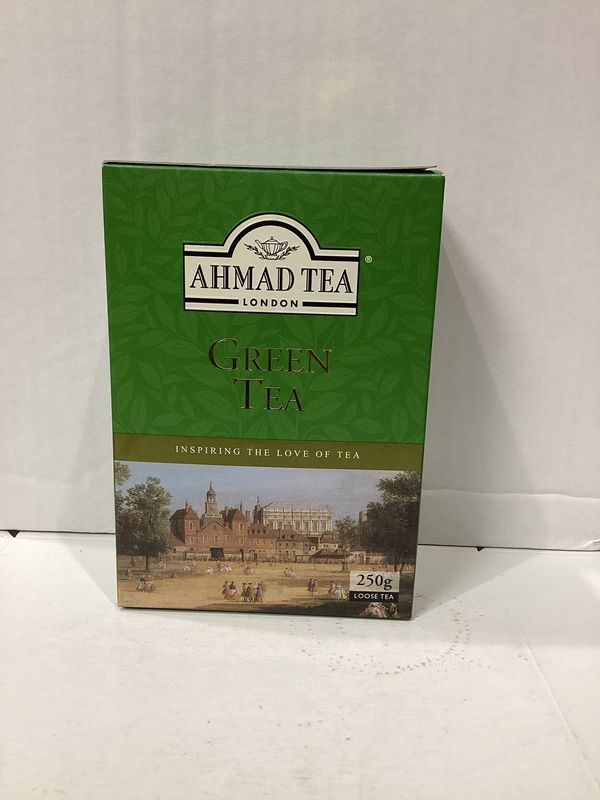 AHMAD TEA ®
LONDON
GREEN
TEA
INSPIRING THE LOVE OF TEA
250g
LOOSE TEA